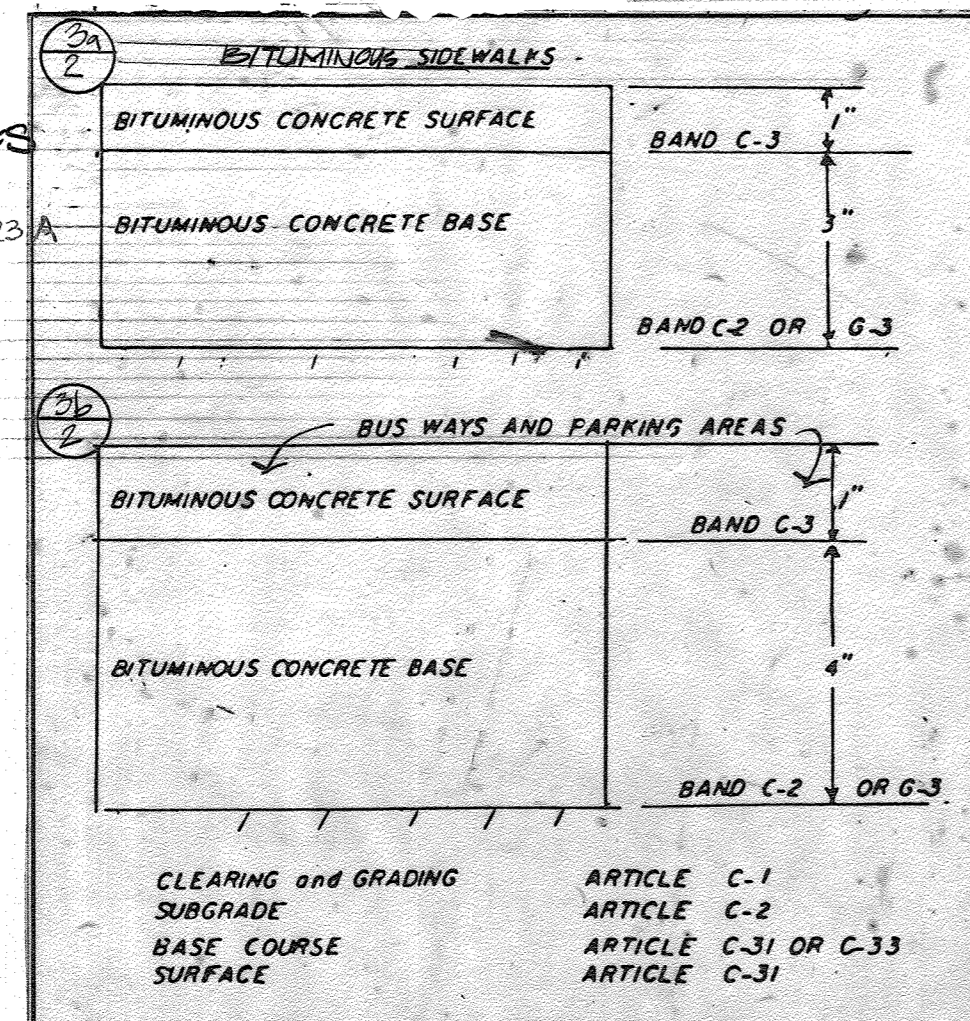 3a
2
BITUMINOUS SIDEWALKS
BITUMINOUS CONCRETE SURFACE
BAND C-3
1"
BITUMINOUS CONCRETE BASE
3"
BAND C-2 OR G-3
23 A
3b
2
BUS WAYS AND PARKING AREAS
BITUMINOUS CONCRETE SURFACE
BAND C-3
1"
BITUMINOUS CONCRETE BASE
4"
BAND C-2 OR G-3
CLEARING and GRADING ARTICLE C-1
SUBGRADE ARTICLE C-2
BASE COURSE ARTICLE C-31 OR C-33
SURFACE ARTICLE C-31